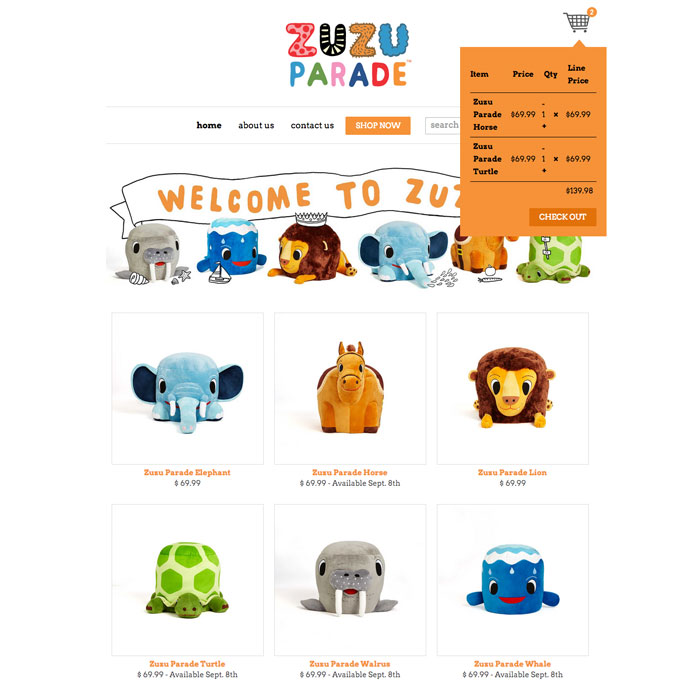 ZUZU
PARADE™
2
Item Price Qty Line Price
Zuzu Parade Horse $69.99 - 1 + × $69.99
Zuzu Parade Turtle $69.99 - 1 + × $69.99
$139.98
CHECK OUT
home about us contact us SHOP NOW search
WELCOME TO ZUZ
Zuzu Parade Elephant
$ 69.99
Zuzu Parade Horse
$ 69.99 - Available Sept. 8th
Zuzu Parade Lion
$ 69.99
Zuzu Parade Turtle
$ 69.99 - Available Sept. 8th
Zuzu Parade Walrus
$ 69.99 - Available Sept. 8th
Zuzu Parade Whale
$ 69.99 - Available Sept. 8th